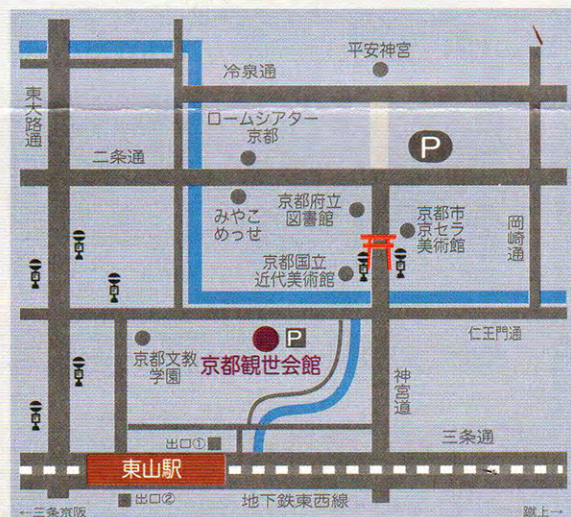 平安神宮
冷泉通
東大路通
ロームシアター
京都
P
二条通
みやこ
めっせ
京都府立
図書館
京都市
京セラ
美術館
岡崎通
京都国立
近代美術館
仁王門通
P
京都文教
学園
京都観世会館
神宮道
出口①
三条通
東山駅
出口②
地下鉄東西線
←三条京阪
蹴上→